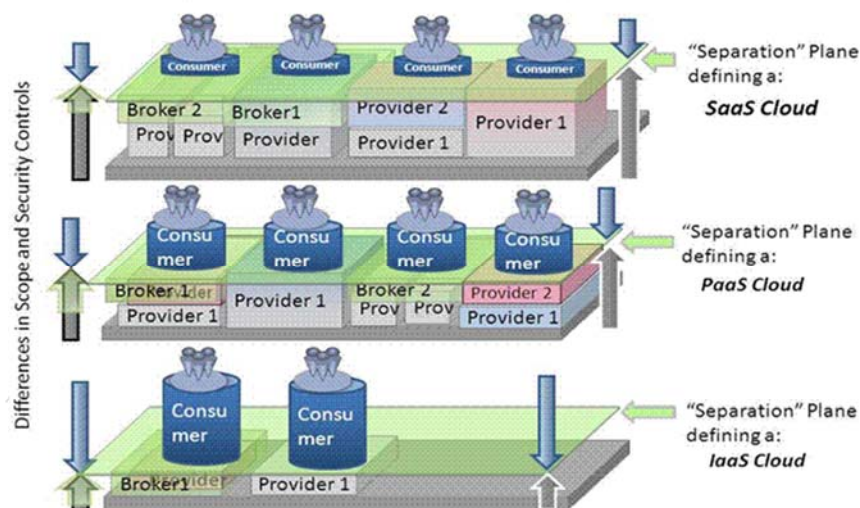 Differences in Scope and Security Controls
Consumer
Consumer
Consumer
Consumer
Broker 2
Broker1
Provider 2
Provider 1
Prov
Prov
Provider
Provider 1
"Separation" Plane
defining a:
SaaS Cloud
Consu
mer
Consu
mer
Consu
mer
Consu
mer
Broker 1
Provider
Provider 1
Provider 1
Broker 2
Prov
Prov
Provider 2
Provider 1
"Separation" Plane
defining a:
PaaS Cloud
Consu
mer
Consu
mer
Broker1
Provider
Provider 1
"Separation" Plane
defining a:
IaaS Cloud